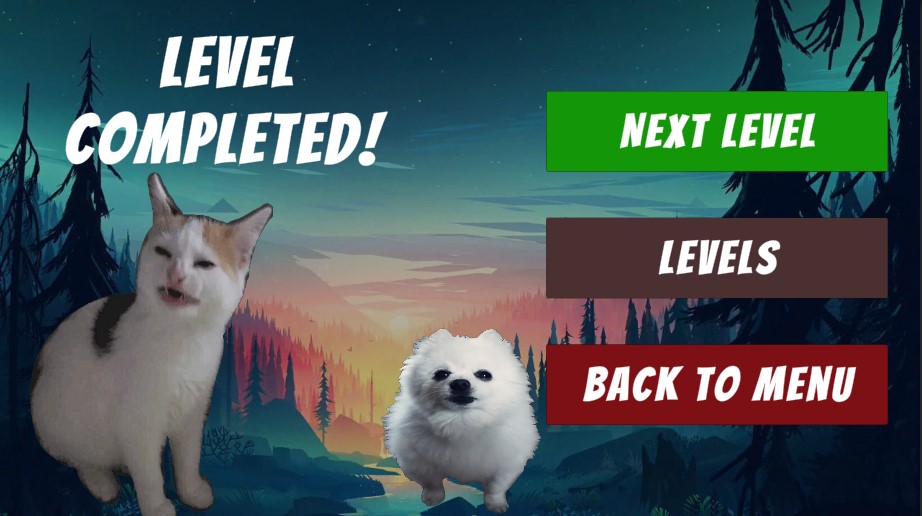 LEVEL
COMPLETED!
NEXT LEVEL
LEVELS
BACK TO MENU